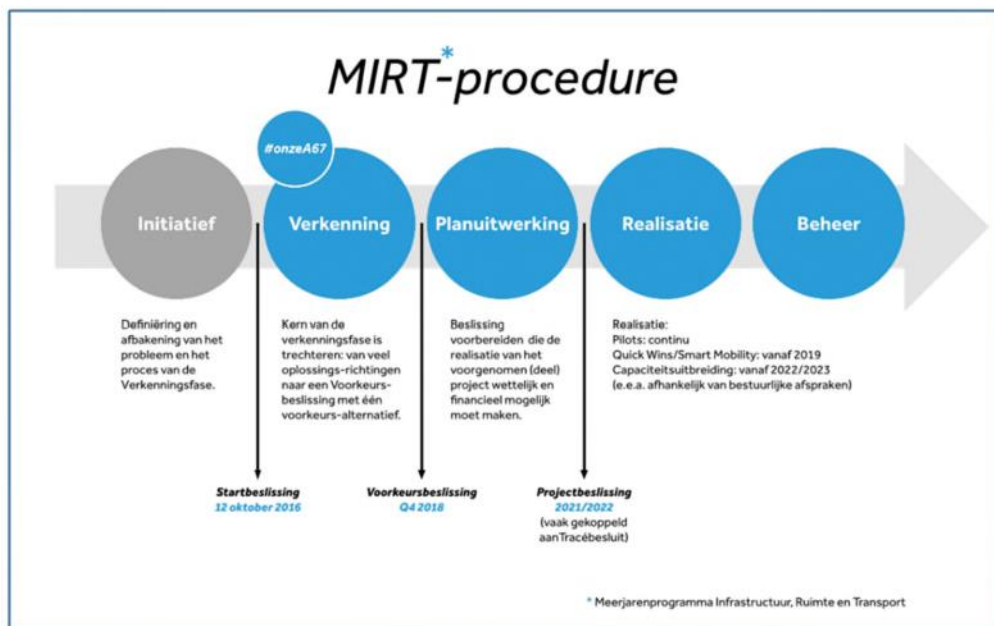 MIRT*-procedure
#onzeA67
Initiatief
Verkenning
Planuitwerking
Realisatie
Beheer
Definiëring en
afbakening van het
probleem en het
proces van de
Verkenningsfase.
Kern van de
verkenningsfase is
trechteren: van veel
oplossings-richtingen
naar een Voorkeurs-
beslissing met één
voorkeurs-alternatief.
Beslissing
voorbereiden die de
realisatie van het
voorgenomen (deel)
project wettelijk en
financieel mogelijk
moet maken.
Realisatie:
Pilots: continu
Quick Wins/Smart Mobility: vanaf 2019
Capaciteitsuitbreiding: vanaf 2022/2023
(e.e.a. afhankelijk van bestuurlijke afspraken)
Startbeslissing
12 oktober 2016
Voorkeursbeslissing
Q4 2018
Projectbeslissing
2021/2022
(vaak gekoppeld
aanTracébesluit)
* Meerjarenprogramma Infrastructuur, Ruimte en Transport